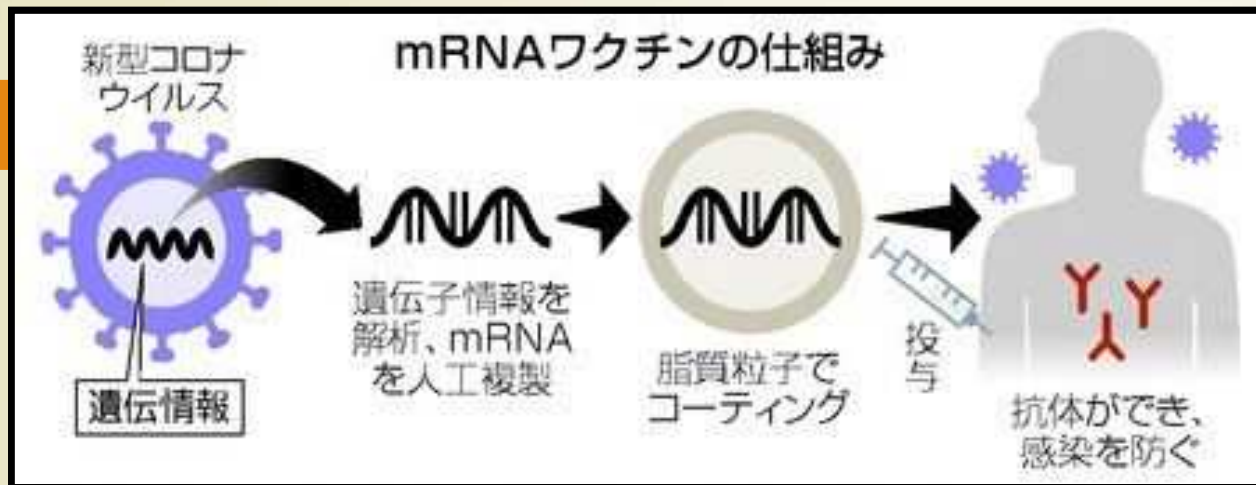 mRNAワクチンの仕組み
新型コロナ
ウイルス
遺伝情報
遺伝子情報を
解析、mRNA
を人工複製
脂質粒子で
コーティング
投与
抗体ができ、
感染を防ぐ